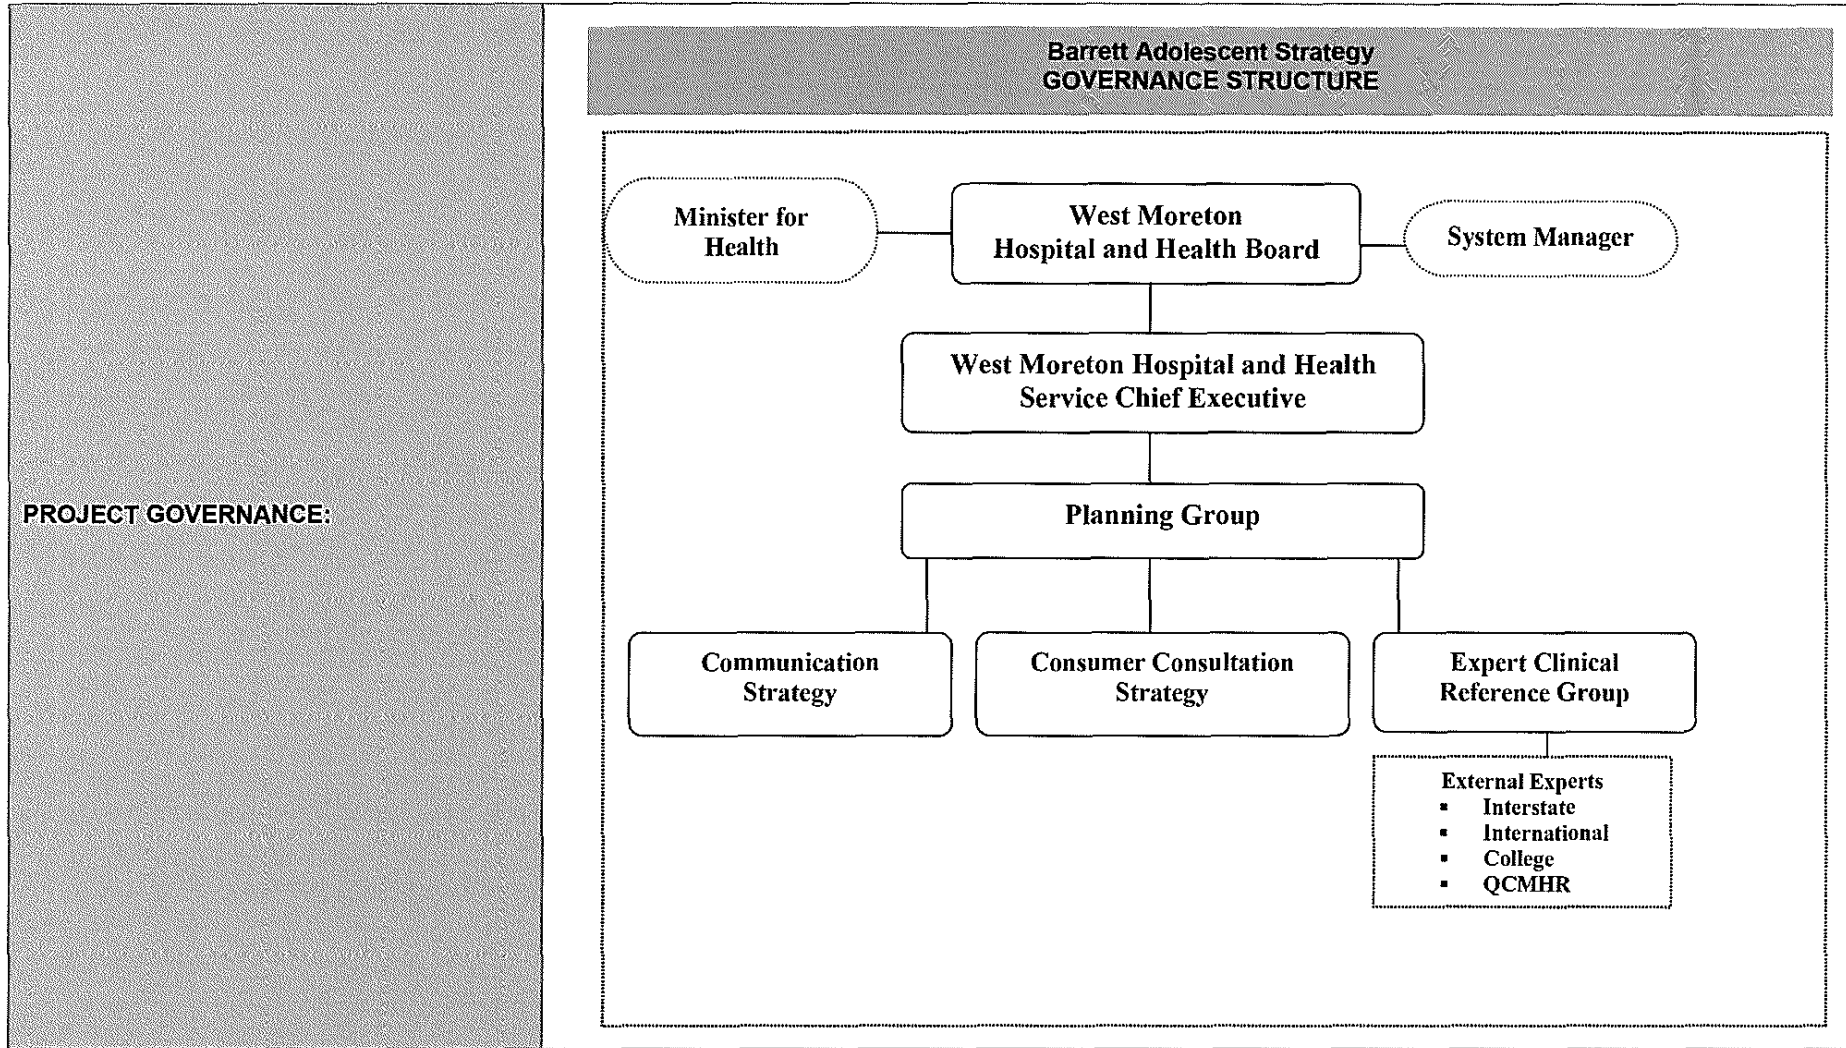 Barrett Adolescent Strategy
GOVERNANCE STRUCTURE
PROJECT GOVERNANCE:
Minister for
Health
West Moreton
Hospital and Health Board
System Manager
West Moreton Hospital and Health
Service Chief Executive
Planning Group
Communication
Strategy
Consumer Consultation
Strategy
Expert Clinical
Reference Group
External Experts
▪ Interstate
▪ International
▪ College
▪ QCMHR